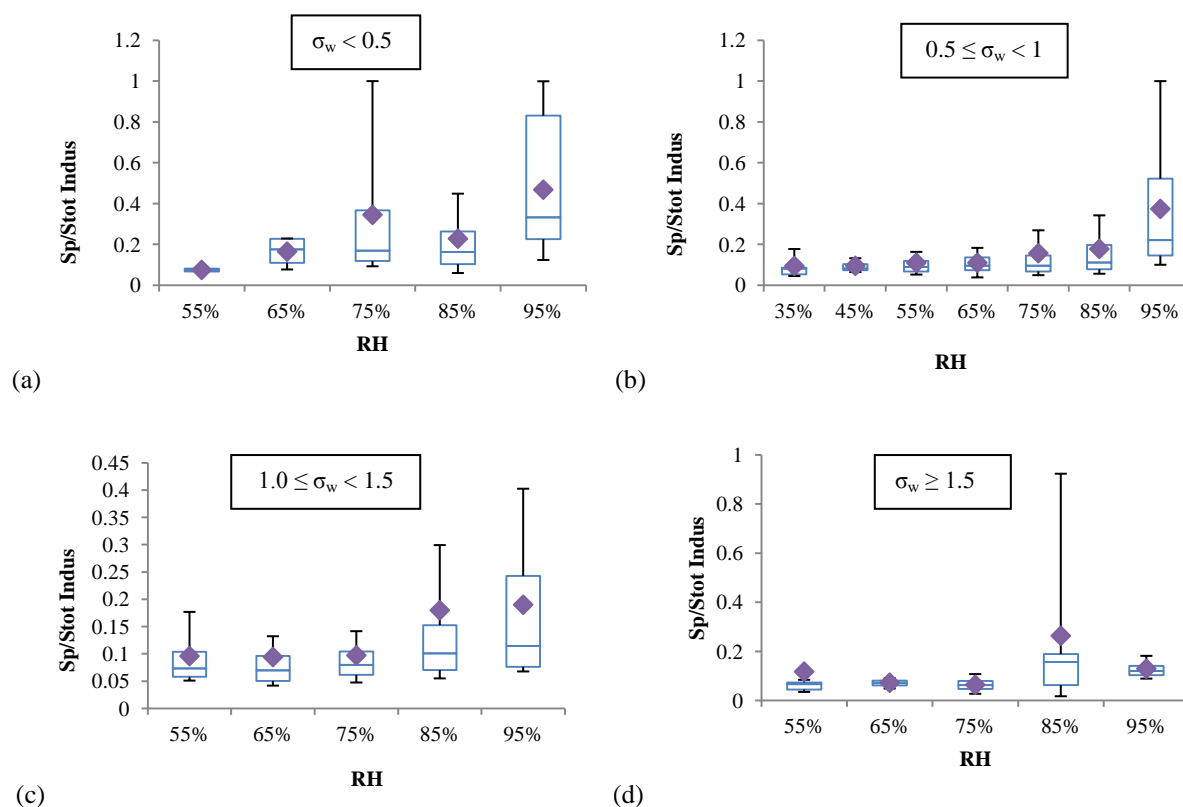 σw < 0.5
1.2
1
0.8
0.6
0.4
0.2
0
Sp/Stot Indus
55% 65% 75% 85% 95%
RH
(a)
0.5 ≤ σw < 1
1.2
1
0.8
0.6
0.4
0.2
0
Sp/Stot Indus
35% 45% 55% 65% 75% 85% 95%
RH
(b)
1.0 ≤ σw < 1.5
0.45
0.4
0.35
0.3
0.25
0.2
0.15
0.1
0.05
0
Sp/Stot Indus
55% 65% 75% 85% 95%
RH
(c)
σw ≥ 1.5
1
0.8
0.6
0.4
0.2
0
Sp/Stot Indus
55% 65% 75% 85% 95%
RH
(d)